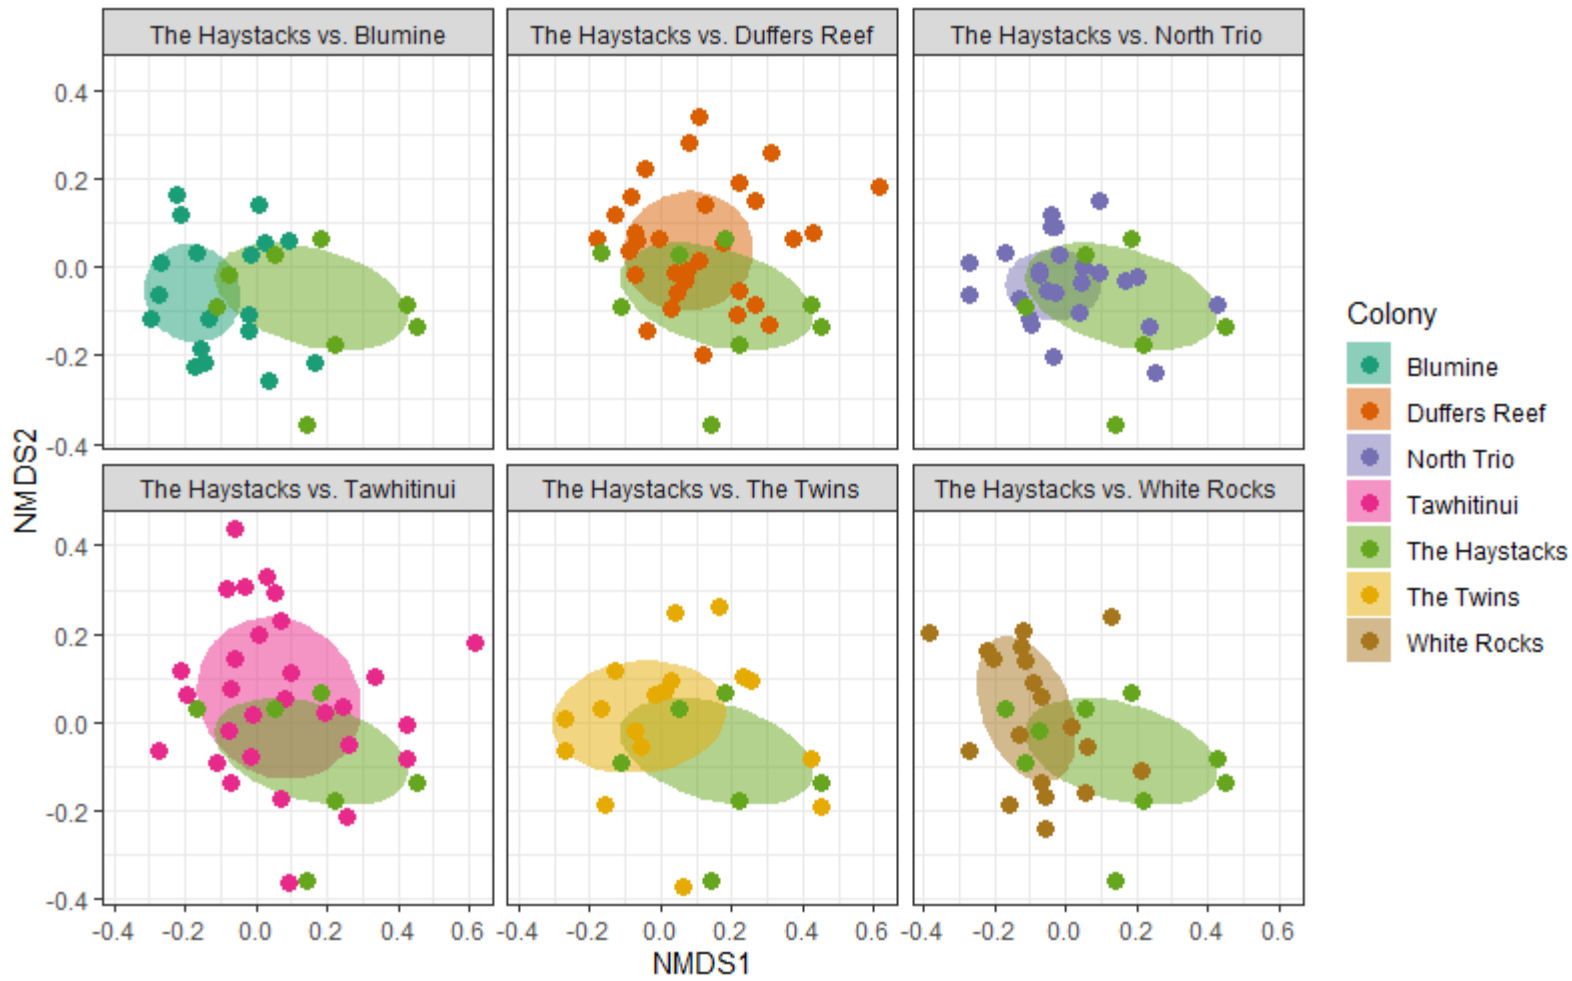 The Haystacks vs. Blumine
The Haystacks vs. Duffers Reef
The Haystacks vs. North Trio
0.4
0.2
0.0
-0.2
-0.4
NMDS2
The Haystacks vs. Tawhitinui
The Haystacks vs. The Twins
The Haystacks vs. White Rocks
0.4
0.2
0.0
-0.2
-0.4
-0.4 -0.2 0.0 0.2 0.4 0.6
-0.4 -0.2 0.0 0.2 0.4 0.6
-0.4 -0.2 0.0 0.2 0.4 0.6
NMDS1
Colony
Blumine
Duffers Reef
North Trio
Tawhitinui
The Haystacks
The Twins
White Rocks